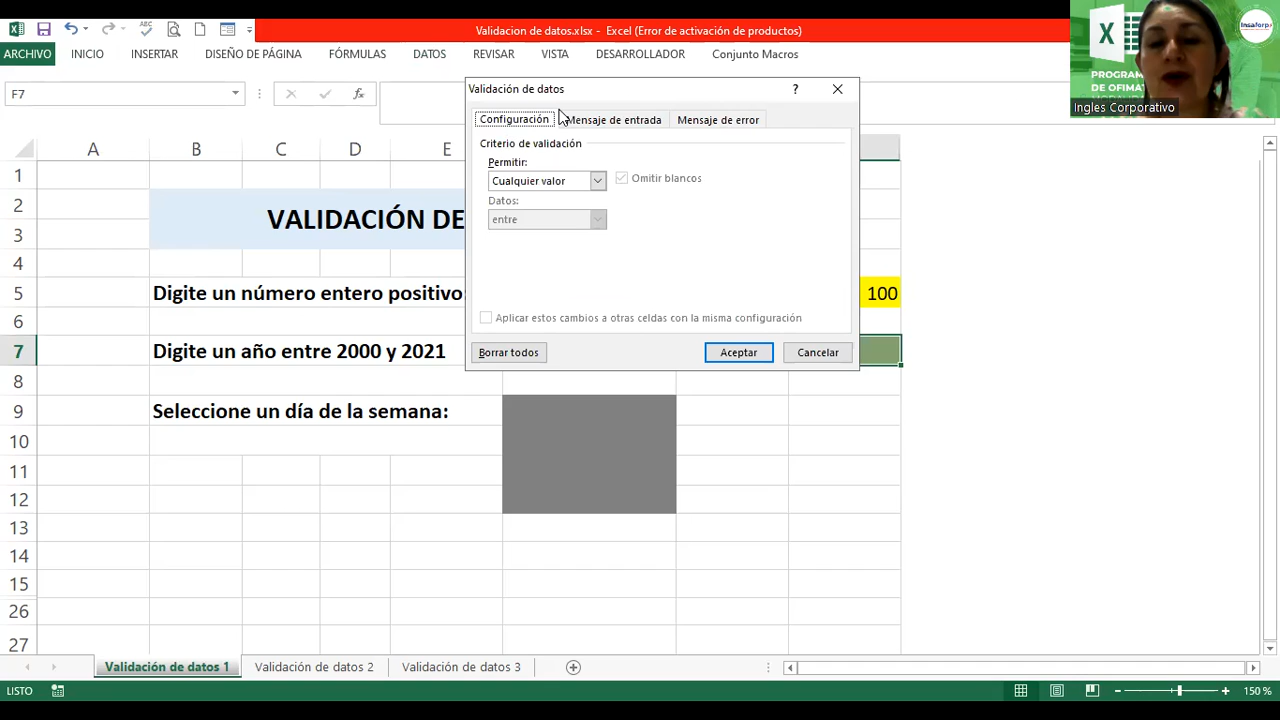 Validacion de datos.xlsx - Excel (Error de activación de productos)
ARCHIVO INICIO INSERTAR DISEÑO DE PÁGINA FÓRMULAS DATOS REVISAR VISTA DESARROLLADOR Conjunto Macros
PROGRAM
DE OFIMAT
Insaforp
Ingles Corporativo
F7
fx
Validación de datos
?
Configuración Mensaje de entrada Mensaje de error
Criterio de validación
Permitir:
Cualquier valor Omitir blancos
Datos:
entre
Aplicar estos cambios a otras celdas con la misma configuración
Borrar todos Aceptar Cancelar
A B C D E
1
2
VALIDACIÓN DE
3
4
5 Digite un número entero positivo: 100
6
7 Digite un año entre 2000 y 2021
8
9 Seleccione un día de la semana:
10
11
12
13
14
15
26
27
Validación de datos 1 Validación de datos 2 Validación de datos 3
LISTO 150 %